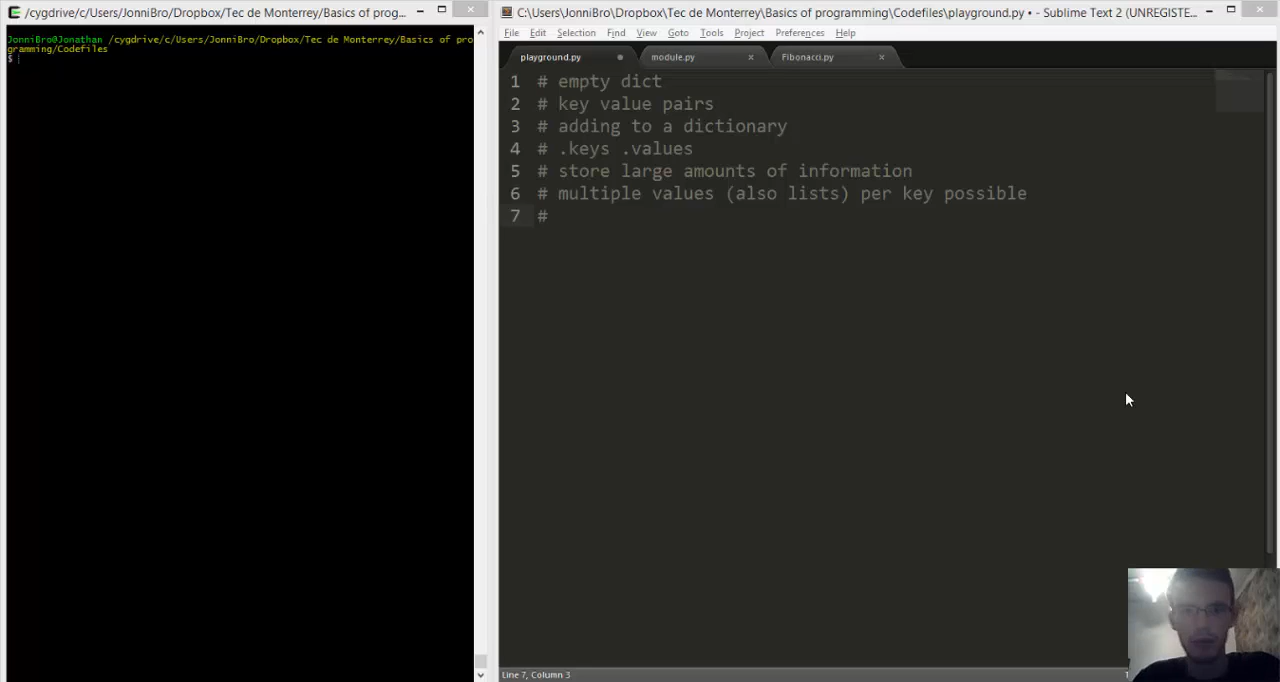 /cygdrive/c/Users/JonniBro/Dropbox/Tec de Monterrey/Basics of prog...
JonniBro@Jonathan /cygdrive/c/Users/JonniBro/Dropbox/Tec de Monterrey/Basics of pro
gramming/Codefiles
$
C:\Users\JonniBro\Dropbox\Tec de Monterrey\Basics of programming\Codefiles\playground.py • - Sublime Text 2 (UNREGISTE...
File Edit Selection Find View Goto Tools Project Preferences Help
playground.py module.py Fibonacci.py
1 # empty dict
2 # key value pairs
3 # adding to a dictionary
4 # .keys .values
5 # store large amounts of information
6 # multiple values (also lists) per key possible
7 #
Line 7, Column 3